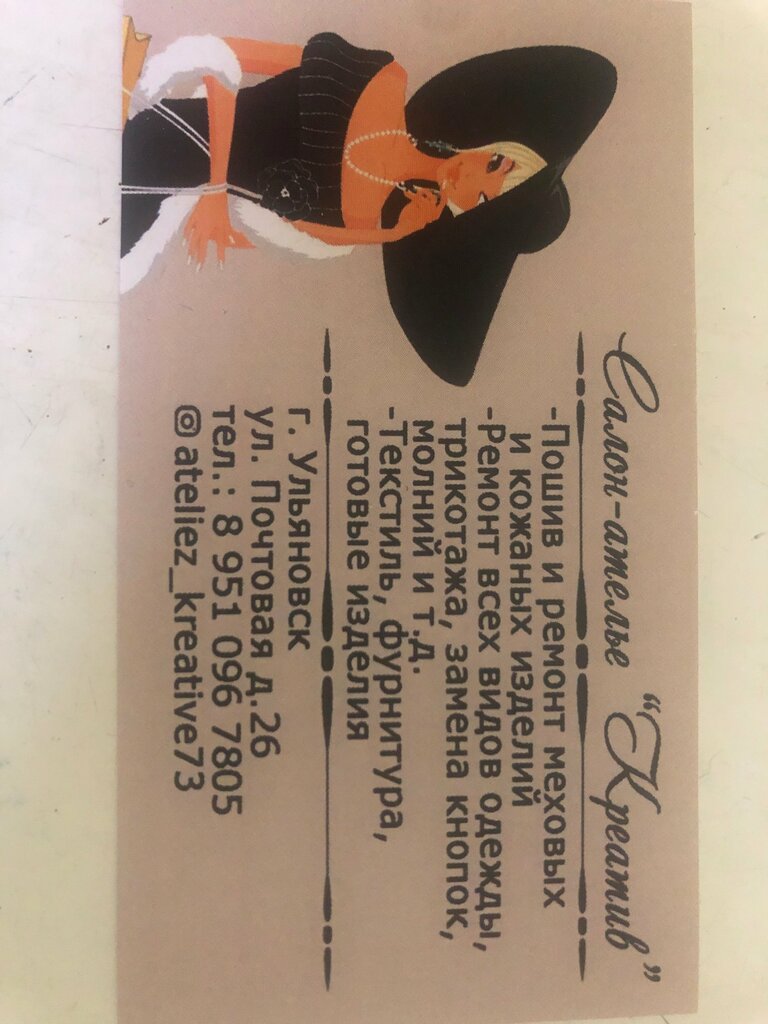 Салон-ателье “Креатив”
-Пошив и ремонт меховых
и кожаных изделий
-Ремонт всех видов одежды,
трикотажа, замена кнопок,
молний и т.д.
-Текстиль, фурнитура,
готовые изделия
г. Ульяновск
ул. Почтовая д.26
тел.: 8 951 096 7805
@ateliez_kreative73